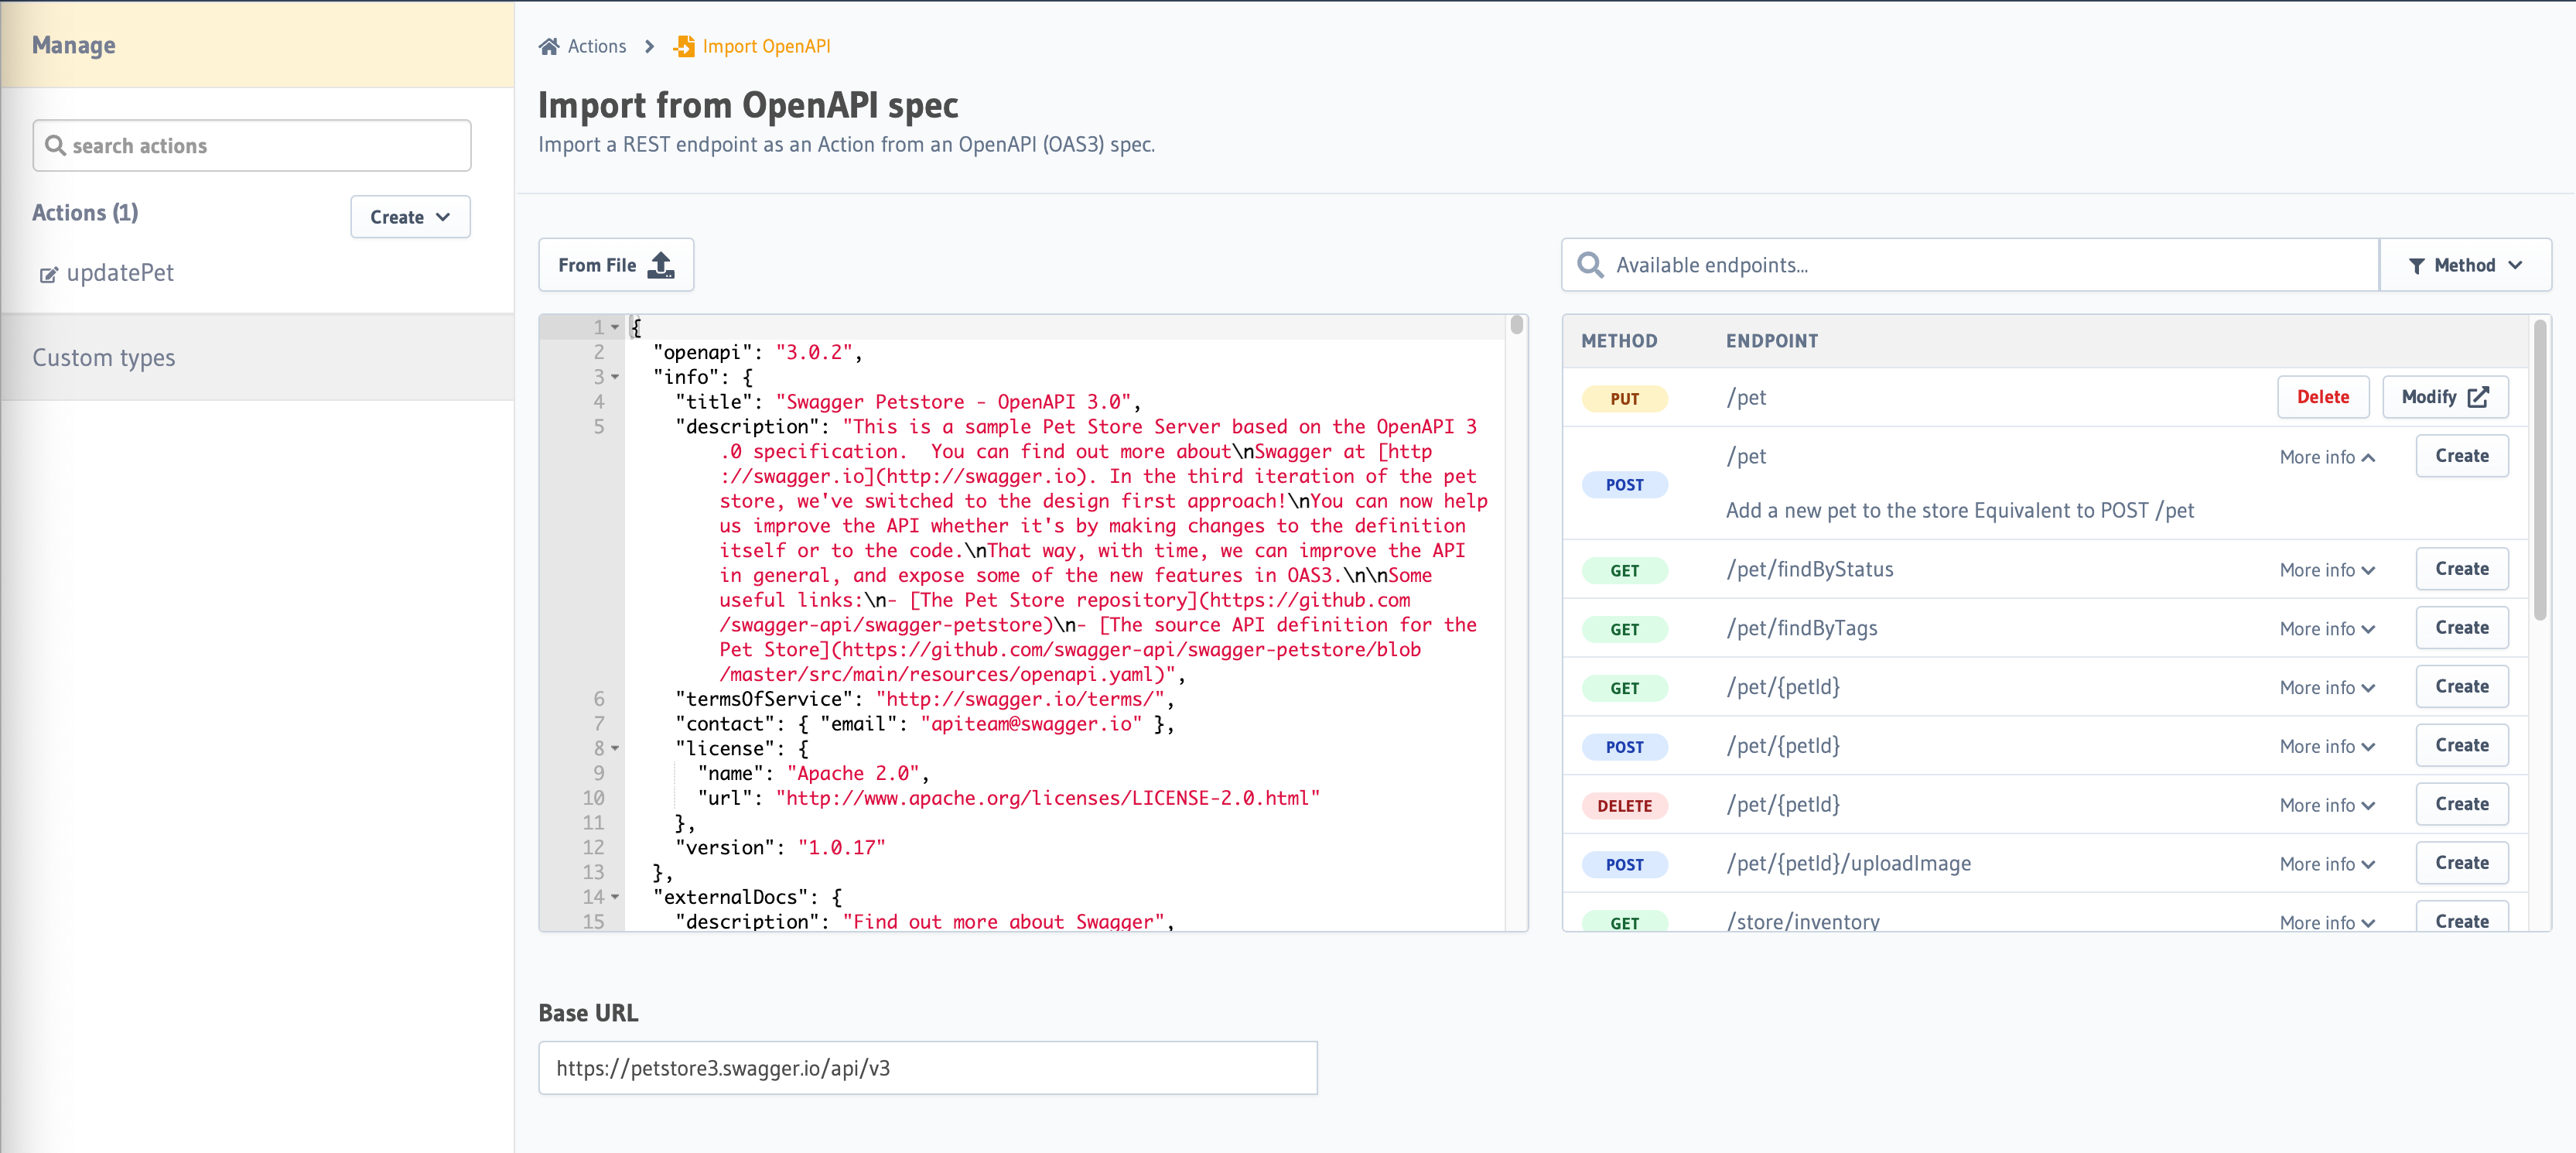 Manage
search actions
Actions (1)
Create
updatePet
Custom types
Actions
Import OpenAPI
Import from OpenAPI spec
Import a REST endpoint as an Action from an OpenAPI (OAS3) spec.
From File
1 {
2 "openapi": "3.0.2",
3 "info": {
4 "title": "Swagger Petstore - OpenAPI 3.0",
5 "description": "This is a sample Pet Store Server based on the OpenAPI 3
.0 specification.  You can find out more about\nSwagger at [http
://swagger.io](http://swagger.io). In the third iteration of the pet
store, we've switched to the design first approach!\nYou can now help
us improve the API whether it's by making changes to the definition
itself or to the code.\nThat way, with time, we can improve the API
in general, and expose some of the new features in OAS3.\n\nSome
useful links:\n- [The Pet Store repository](https://github.com
/swagger-api/swagger-petstore)\n- [The source API definition for the
Pet Store](https://github.com/swagger-api/swagger-petstore/blob
/master/src/main/resources/openapi.yaml)",
6 "termsOfService": "http://swagger.io/terms/",
7 "contact": { "email": "apiteam@swagger.io" },
8 "license": {
9 "name": "Apache 2.0",
10 "url": "http://www.apache.org/licenses/LICENSE-2.0.html"
11 },
12 "version": "1.0.17"
13 },
14 "externalDocs": {
15 "description": "Find out more about Swagger",
Available endpoints...
Method
METHOD ENDPOINT
PUT /pet Delete Modify
/pet More info Create
POST
Add a new pet to the store Equivalent to POST /pet
GET /pet/findByStatus More info Create
GET /pet/findByTags More info Create
GET /pet/{petId} More info Create
POST /pet/{petId} More info Create
DELETE /pet/{petId} More info Create
POST /pet/{petId}/uploadImage More info Create
GET /store/inventory More info Create
Base URL
https://petstore3.swagger.io/api/v3